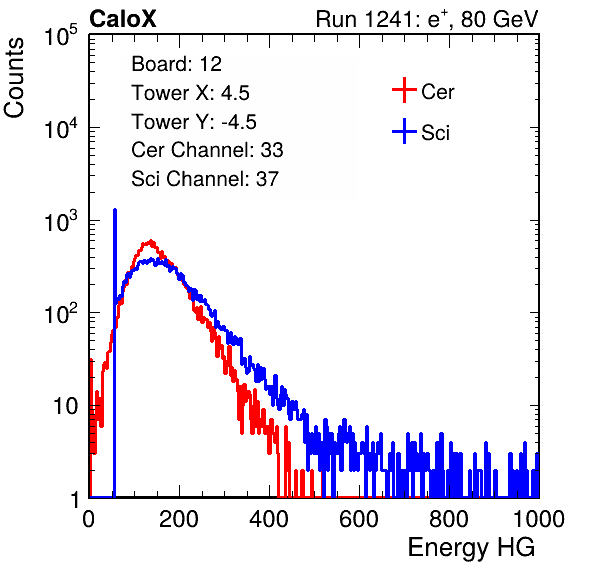 CaloX Run 1241: e⁺, 80 GeV
Counts
10⁵
10⁴
10³
10²
10
1
Board: 12
Tower X: 4.5
Tower Y: -4.5
Cer Channel: 33
Sci Channel: 37
Cer
Sci
0 200 400 600 800 1000
Energy HG